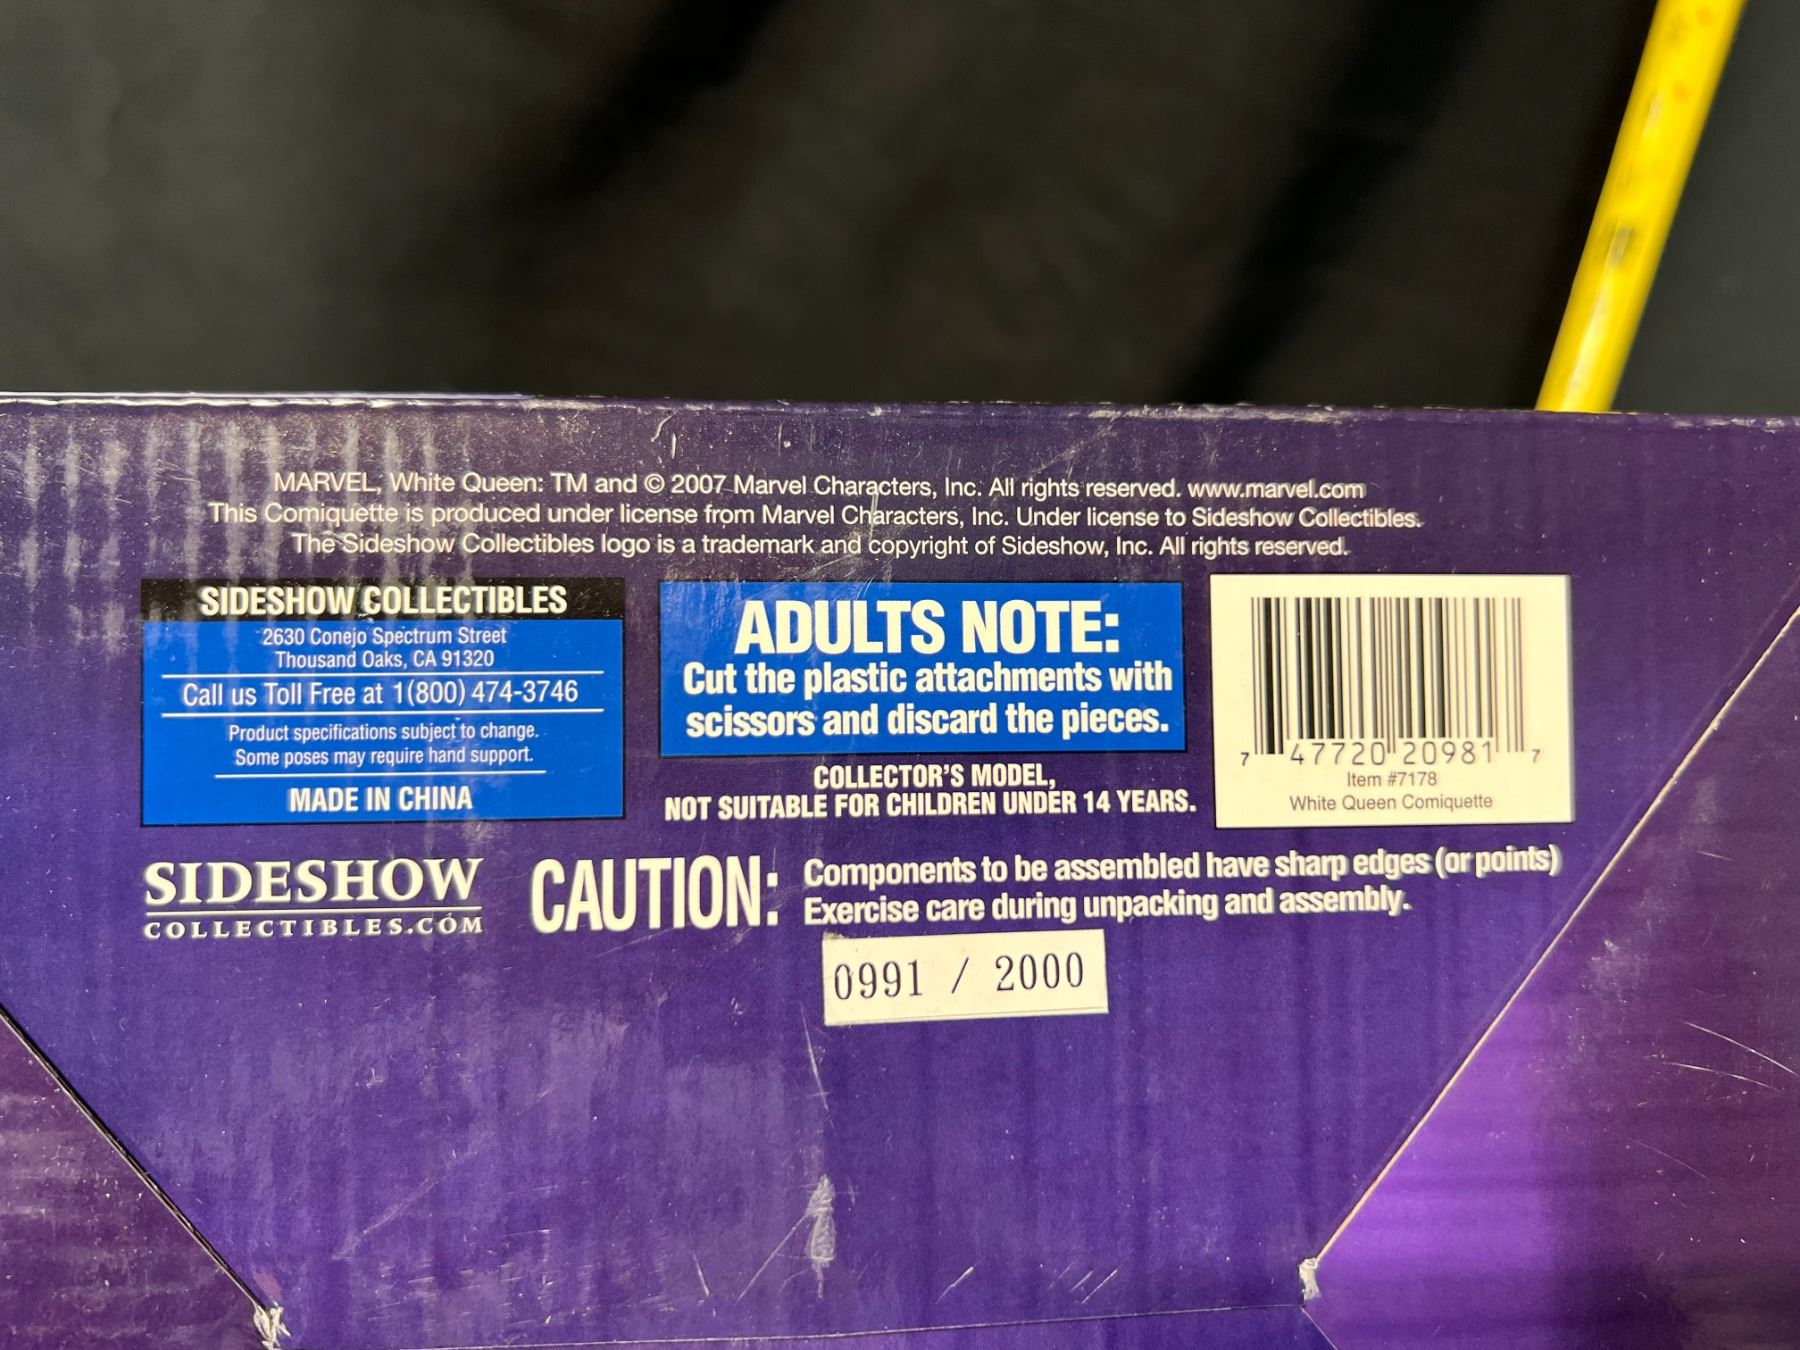 MARVEL, White Queen: TM and © 2007 Marvel Characters, Inc. All rights reserved. www.marvel.com
This Comiquette is produced under license from Marvel Characters, Inc. Under license to Sideshow Collectibles.
The Sideshow Collectibles logo is a trademark and copyright of Sideshow, Inc. All rights reserved.
SIDESHOW COLLECTIBLES
2630 Conejo Spectrum Street
Thousand Oaks, CA 91320
Call us Toll Free at 1(800) 474-3746
Product specifications subject to change.
Some poses may require hand support.
MADE IN CHINA
ADULTS NOTE:
Cut the plastic attachments with
scissors and discard the pieces.
COLLECTOR'S MODEL,
NOT SUITABLE FOR CHILDREN UNDER 14 YEARS.
7 47720 20981 7
Item #7178
White Queen Comiquette
SIDESHOW
COLLECTIBLES.COM
CAUTION:
Components to be assembled have sharp edges (or points)
Exercise care during unpacking and assembly.
0991 / 2000